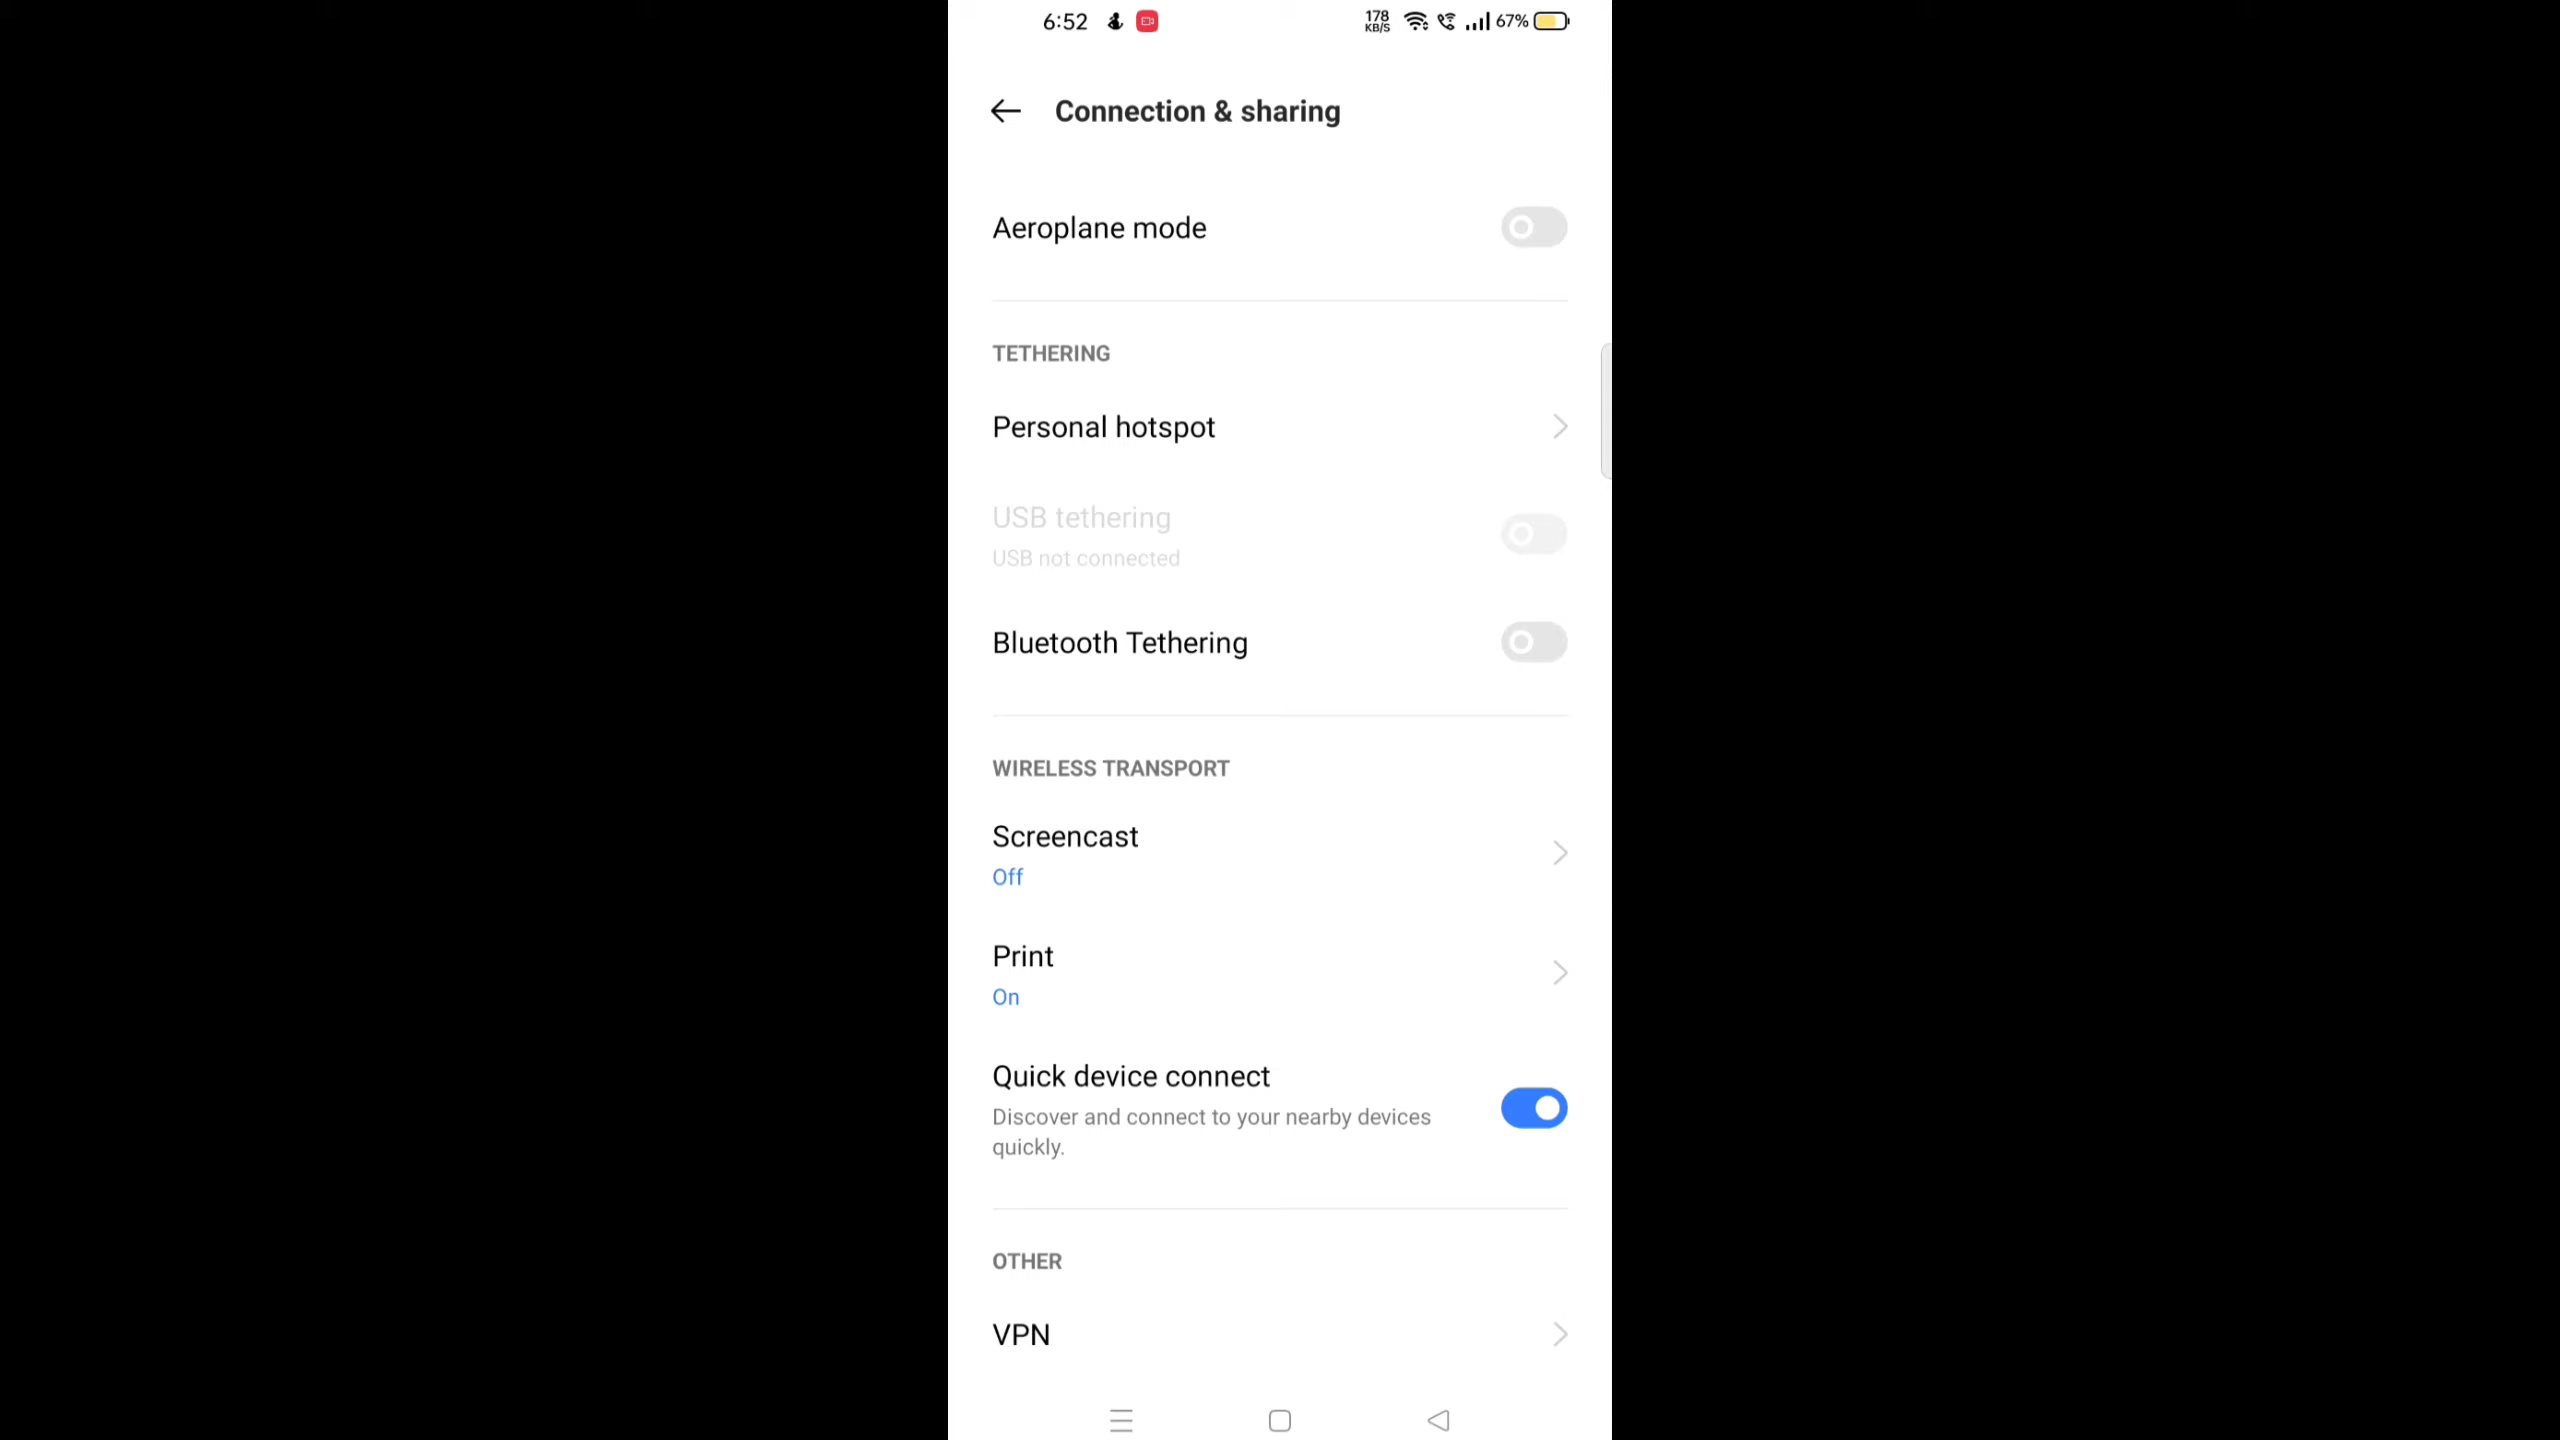 6:52
178 KB/S 67%
Connection & sharing
Aeroplane mode
TETHERING
Personal hotspot
USB tethering
USB not connected
Bluetooth Tethering
WIRELESS TRANSPORT
Screencast
Off
Print
On
Quick device connect
Discover and connect to your nearby devices
quickly.
OTHER
VPN